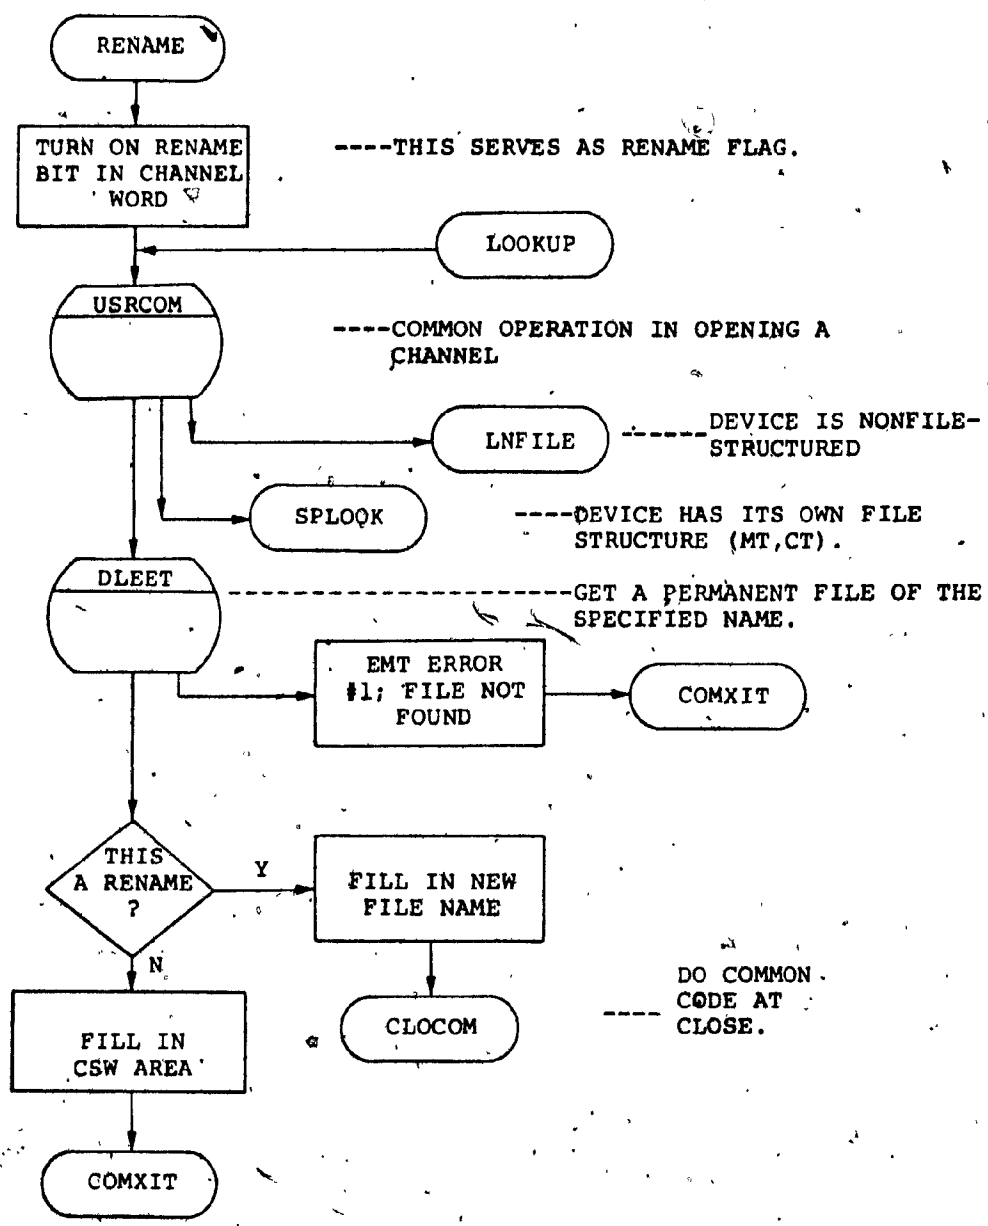 RENAME
TURN ON RENAME
BIT IN CHANNEL
WORD
----THIS SERVES AS RENAME FLAG.
LOOKUP
USRCOM
----COMMON OPERATION IN OPENING A
CHANNEL
LNFILE
------DEVICE IS NONFILE-
STRUCTURED
SPLOOK
----DEVICE HAS ITS OWN FILE
STRUCTURE (MT,CT).
DLEET
------------------------GET A PERMANENT FILE OF THE
SPECIFIED NAME.
EMT ERROR
#1; FILE NOT
FOUND
COMXIT
THIS
A RENAME
?
Y
FILL IN NEW
FILE NAME
N
DO COMMON
---- CODE AT
CLOSE.
CLOCOM
FILL IN
CSW AREA
COMXIT